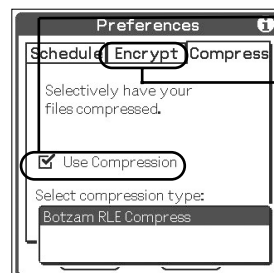 Preferences
Schedule Encrypt Compress
Selectively have your
files compressed.
Use Compression
Select compression type:
Botzam RLE Compress